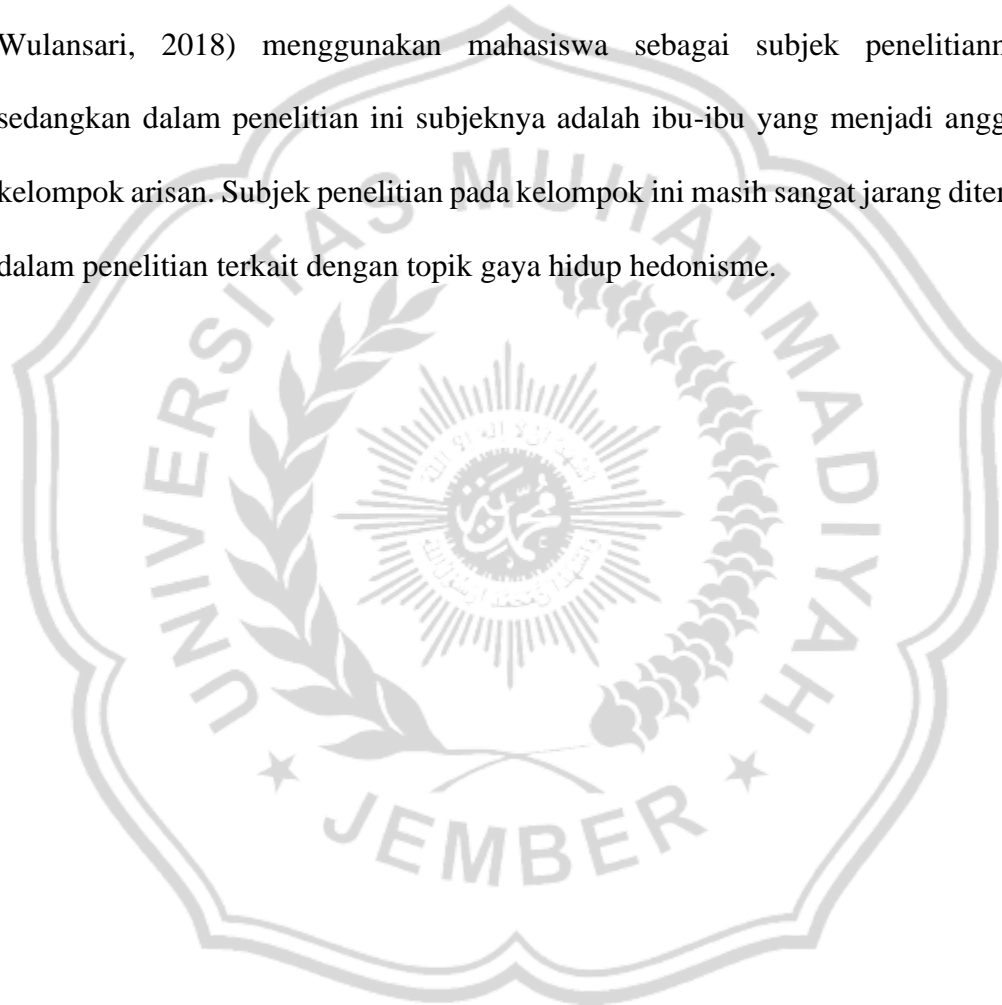 Wulansari, 2018) menggunakan mahasiswa sebagai subjek
sedangkan dalam penelitian ini subjeknya adalah ibu-ibu yang menjadi
kelompok arisan. Subjek penelitian pada kelompok ini masih sangat jarang
dalam penelitian terkait dengan topik gaya hidup hedonisme.
UNIVERSITAS MUHAMMADIYAH
JEMBER